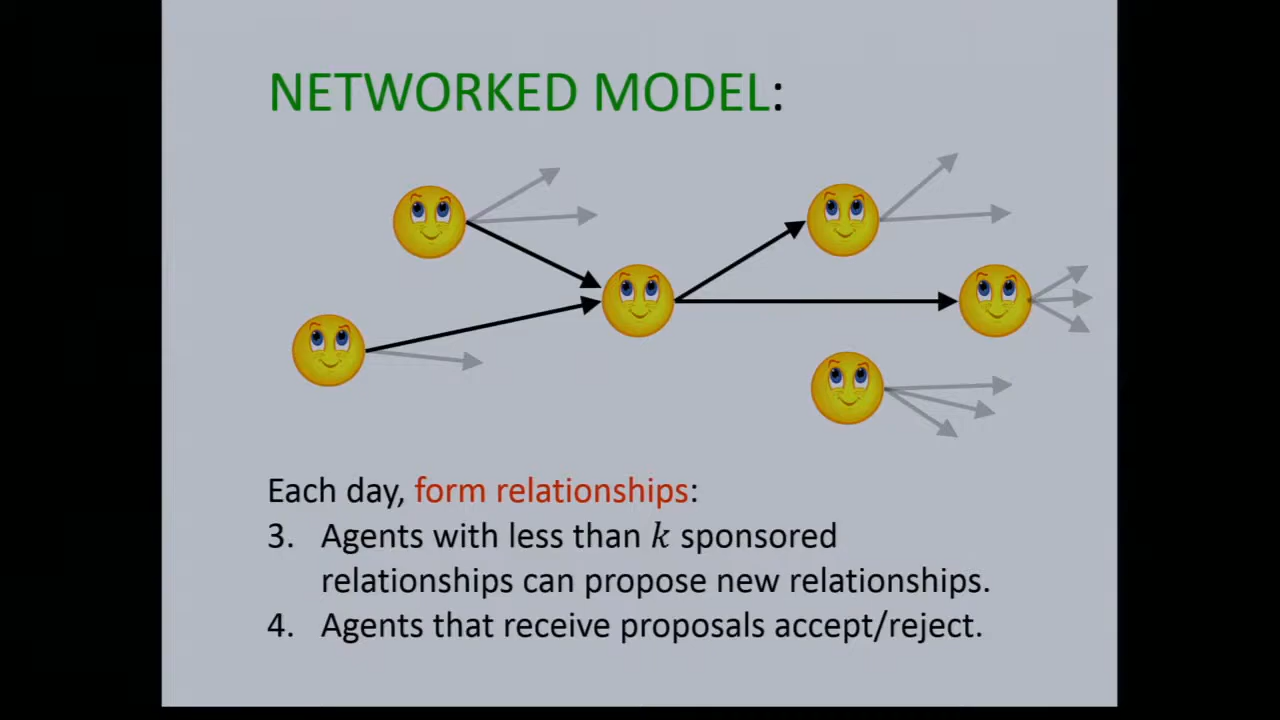 NETWORKED MODEL:
Each day, form relationships:
3. Agents with less than k sponsored
relationships can propose new relationships.
4. Agents that receive proposals accept/reject.